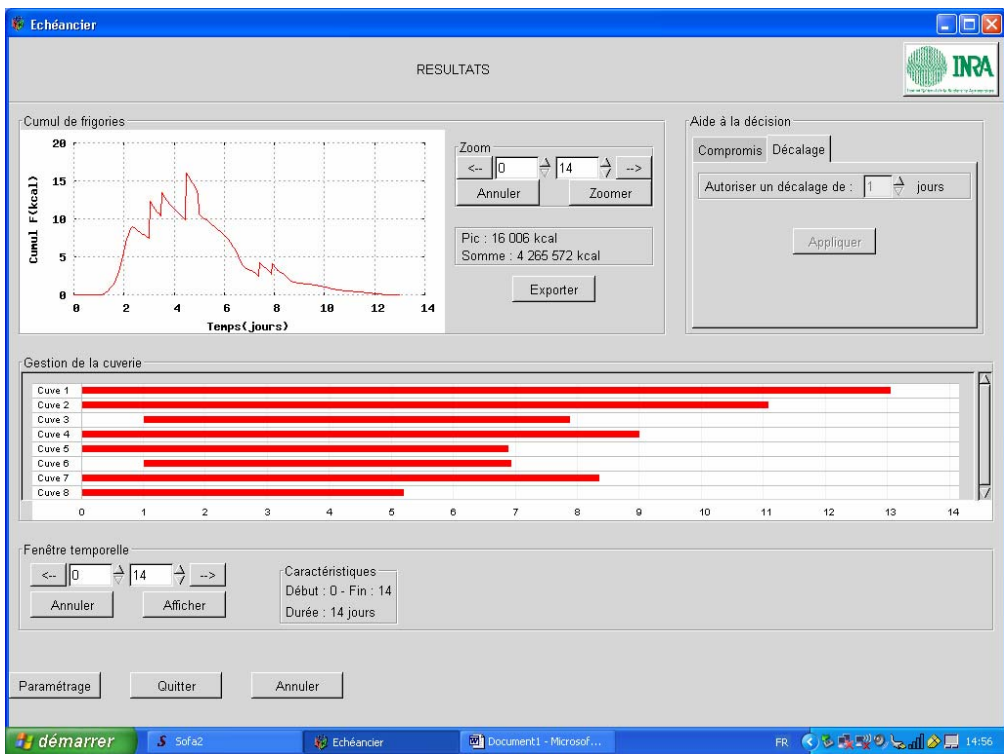 Echéancier
RESULTATS
INRA
Cumul de frigories
20
15
10
5
0
Cumul F(kcal)
0 2 4 6 8 10 12 14
Temps(jours)
Zoom
<-- 0 14 -->
Annuler Zoomer
Pic : 16 006 kcal
Somme : 4 265 572 kcal
Exporter
Aide à la décision
Compromis Décalage
Autoriser un décalage de : 1 jours
Appliquer
Gestion de la cuverie
Cuve 1
Cuve 2
Cuve 3
Cuve 4
Cuve 5
Cuve 6
Cuve 7
Cuve 8
0 1 2 3 4 5 6 7 8 9 10 11 12 13 14
Fenêtre temporelle
<-- 0 14 -->
Annuler Afficher
Caractéristiques
Début : 0 - Fin : 14
Durée : 14 jours
Paramétrage Quitter Annuler
démarrer Sofa2 Echéancier Document1 - Microsof... FR 14:56